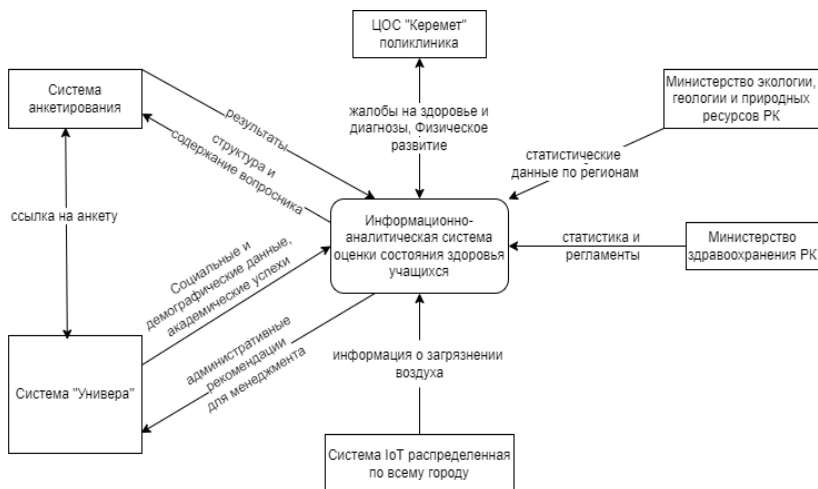 ЦОС "Керемет"
поликлиника
Система
анкетирования
Министерство экологии,
геологии и природных
ресурсов РК
результаты
структура и
содержание вопросника
жалобы на здоровье и
диагнозы, Физическое
развитие
статистические
данные по регионам
ссылка на анкету
Информационно-
аналитическая система
оценки состояния здоровья
учащихся
статистика и
регламенты
Министерство
здравоохранения РК
Социальные и
демографические данные,
академические успехи
административные
рекомендации
для менеджмента
информация о загрязнении
воздуха
Система "Универа"
Система IoT распределенная
по всему городу